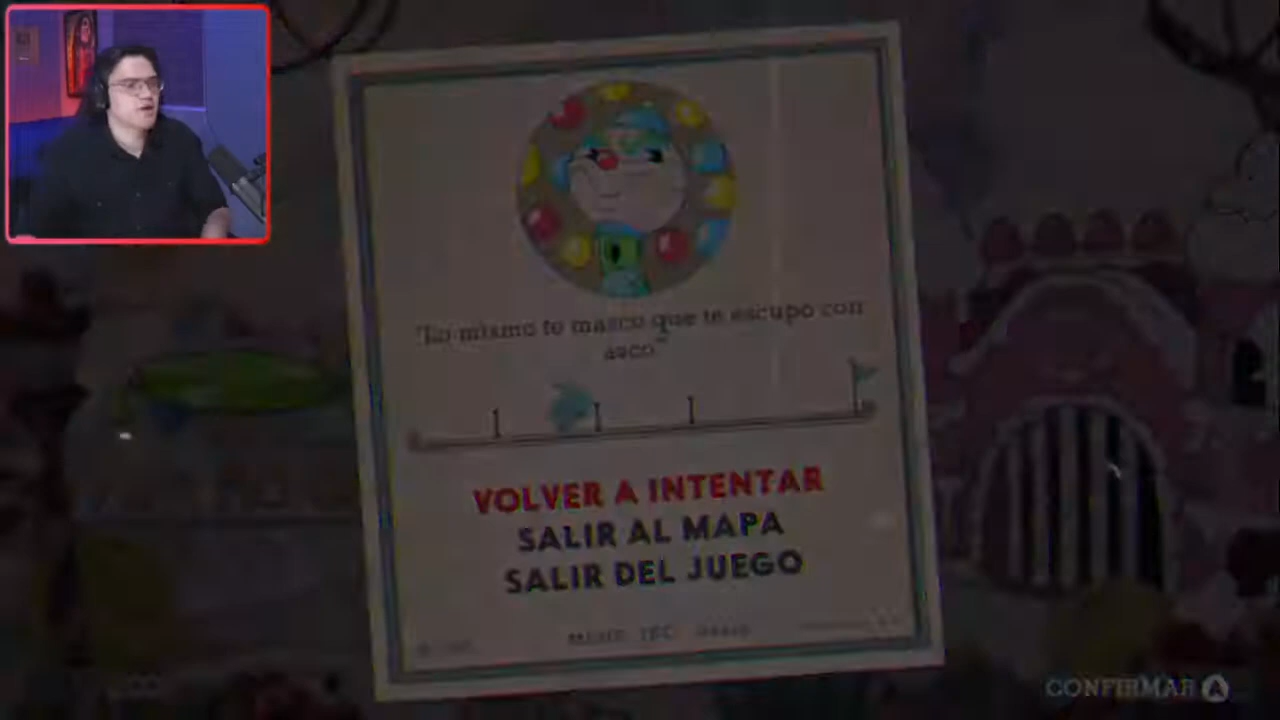 "Lo mismo te masco que te escupo con
asco"
VOLVER A INTENTAR
SALIR AL MAPA
SALIR DEL JUEGO
CONFIRMAR A